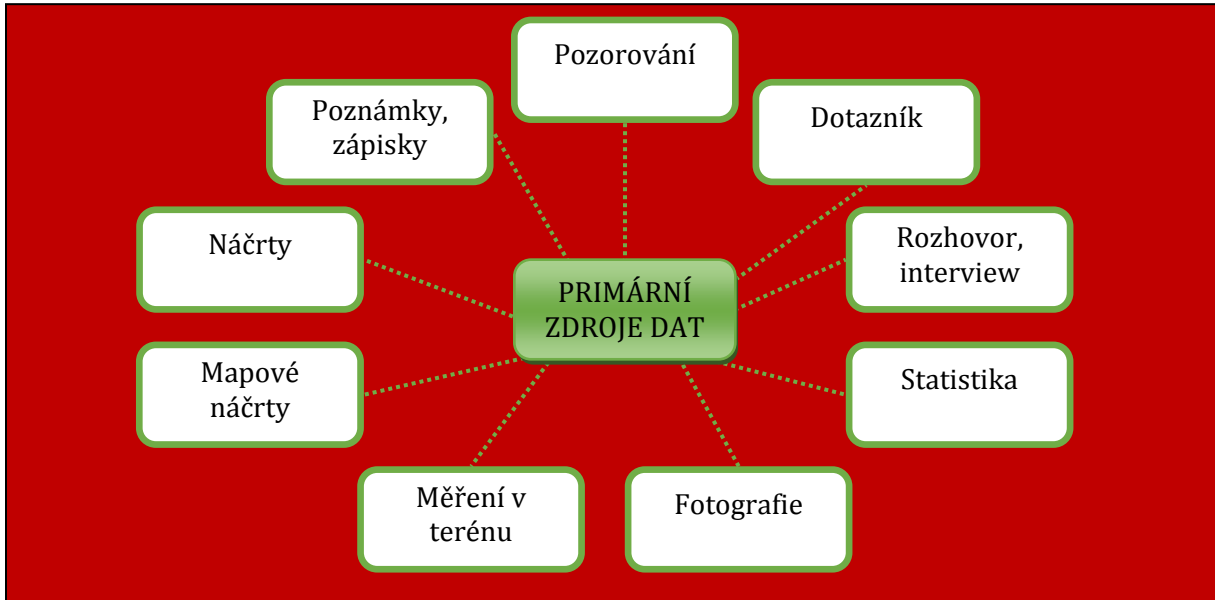 Pozorování
Poznámky,
zápisky
Dotazník
Náčrty
Rozhovor,
interview
PRIMÁRNÍ
ZDROJE DAT
Mapové
náčrty
Statistika
Měření v
terénu
Fotografie